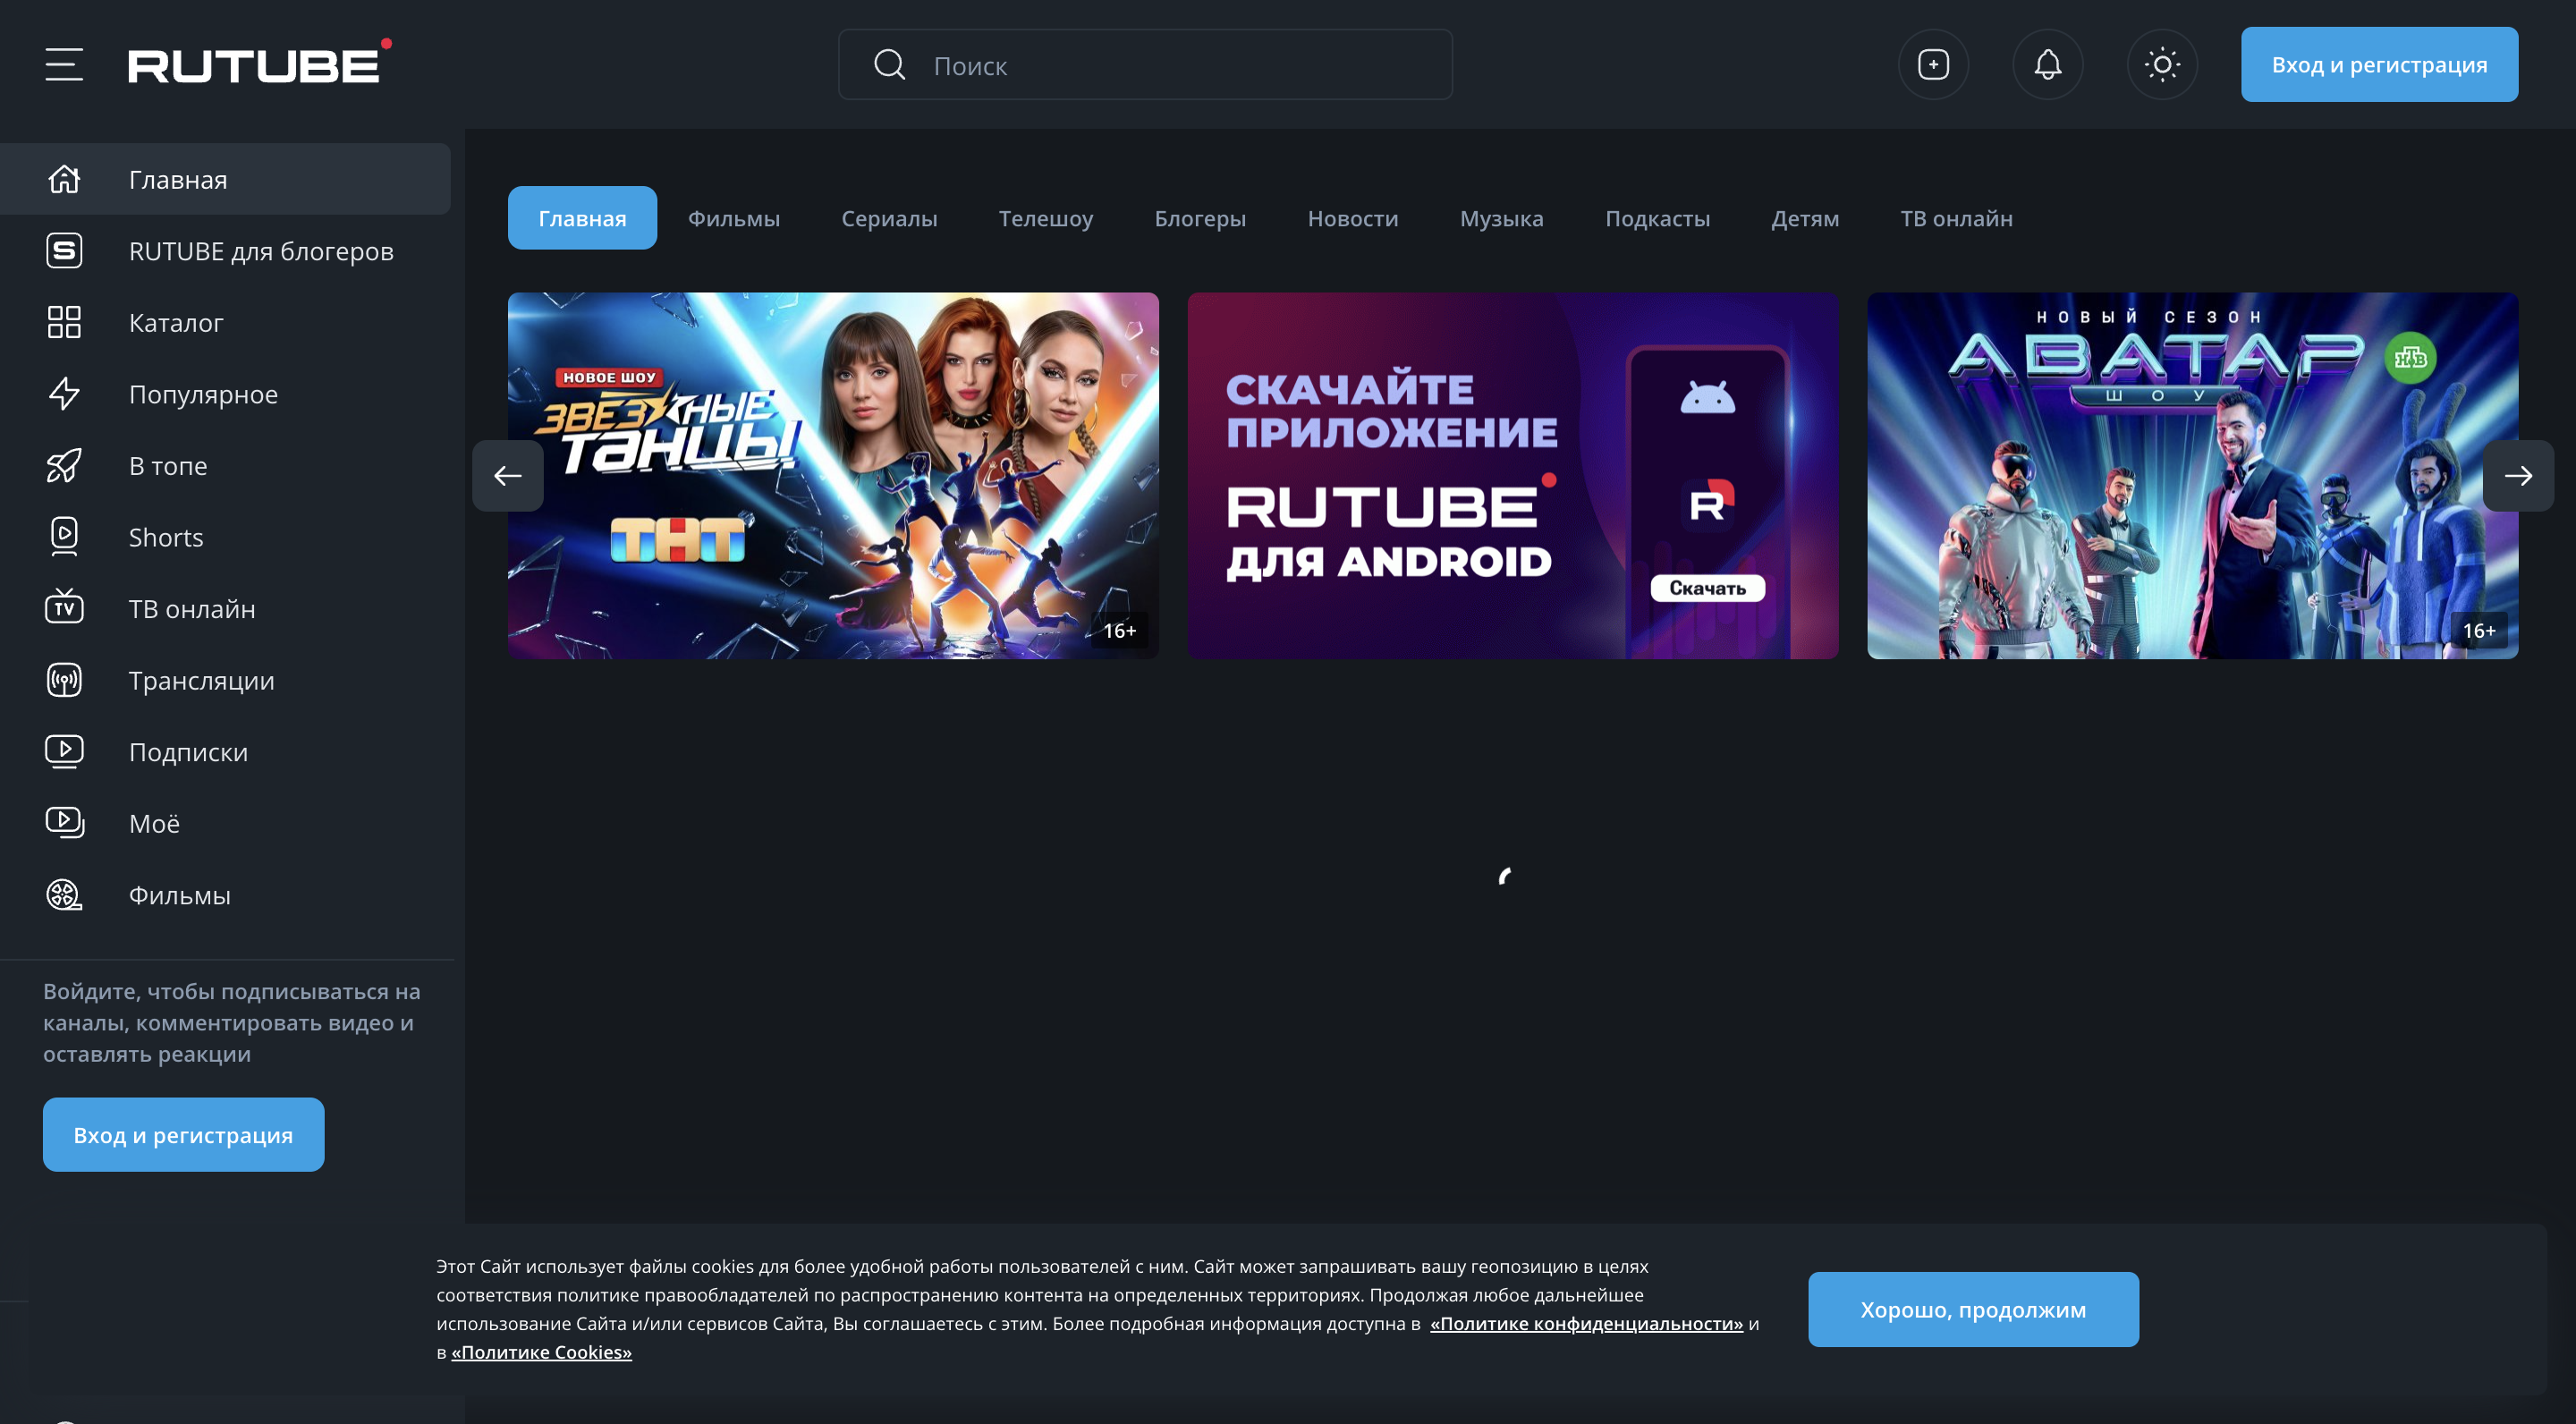 RUTUBE
Поиск
Вход и регистрация
Главная
RUTUBE для блогеров
Каталог
Популярное
В топе
Shorts
TV
ТВ онлайн
Трансляции
Подписки
Моё
Фильмы
Войдите, чтобы подписываться на
каналы, комментировать видео и
оставлять реакции
Вход и регистрация
Главная
Фильмы
Сериалы
Телешоу
Блогеры
Новости
Музыка
Подкасты
Детям
ТВ онлайн
НОВОЕ ШОУ
ЗВЁЗДНЫЕ
ТАНЦЫ
ТНТ
16+
СКАЧАЙТЕ
ПРИЛОЖЕНИЕ
RUTUBE
ДЛЯ ANDROID
R
Скачать
НОВЫЙ СЕЗОН
АВАТАР
ШОУ
НТВ
16+
Этот Сайт использует файлы cookies для более удобной работы пользователей с ним. Сайт может запрашивать вашу геопозицию в целях
соответствия политике правообладателей по распространению контента на определенных территориях. Продолжая любое дальнейшее
использование Сайта и/или сервисов Сайта, Вы соглашаетесь с этим. Более подробная информация доступна в «Политике конфиденциальности» и
в «Политике Cookies»
Хорошо, продолжим